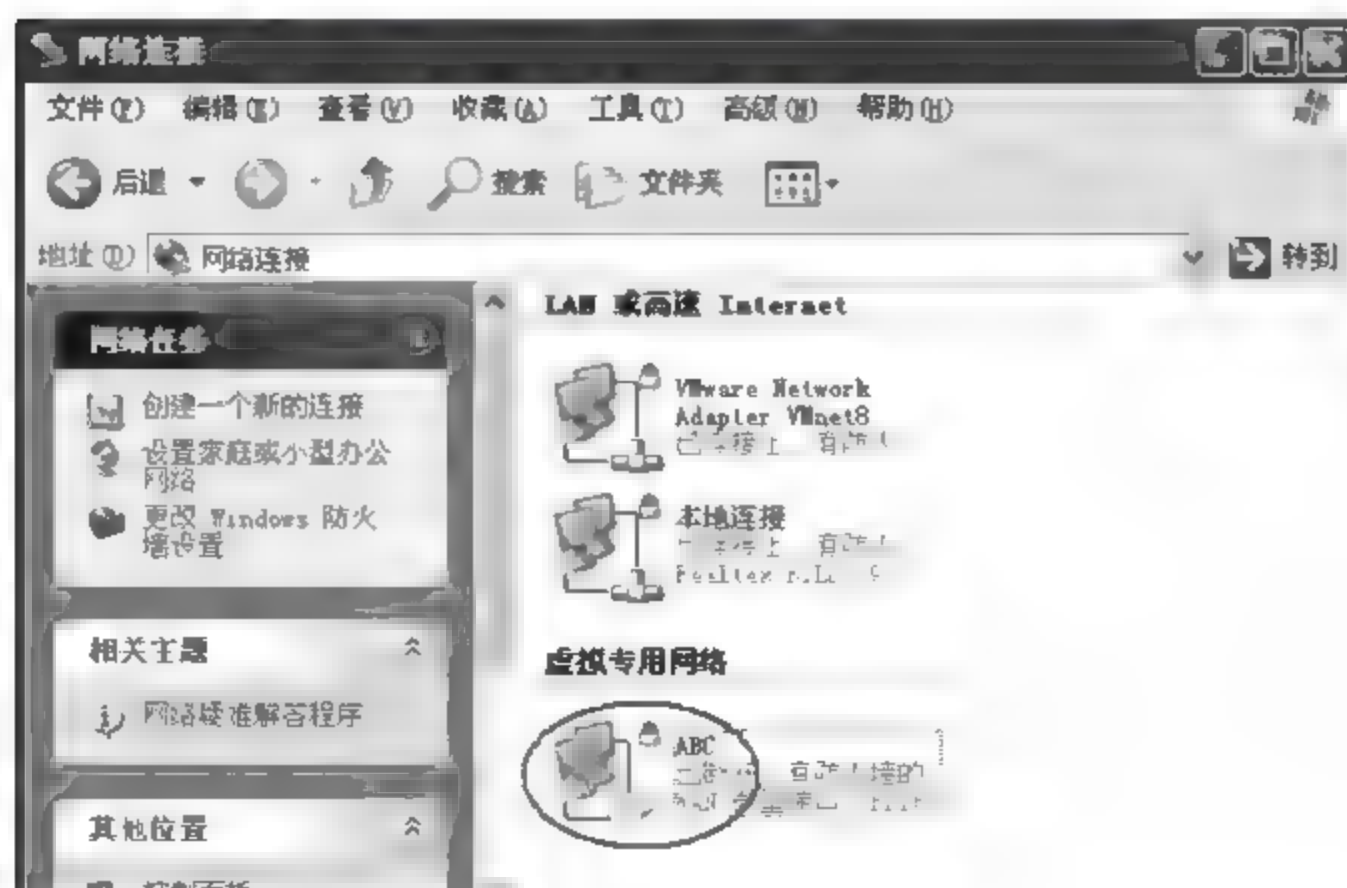 网络连接
文件(F) 编辑(E) 查看(V) 收藏(A) 工具(T) 高级(N) 帮助(H)
后退 搜索 文件夹
地址(D) 网络连接 转到
网络任务
创建一个新的连接
设置家庭或小型办公
网络
更改 Windows 防火
墙设置
相关主题
网络疑难解答程序
其他位置
控制面板
LAN 或高速 Internet
VMware Network
Adapter VMnet8
本地连接
虚拟专用网络
ABC